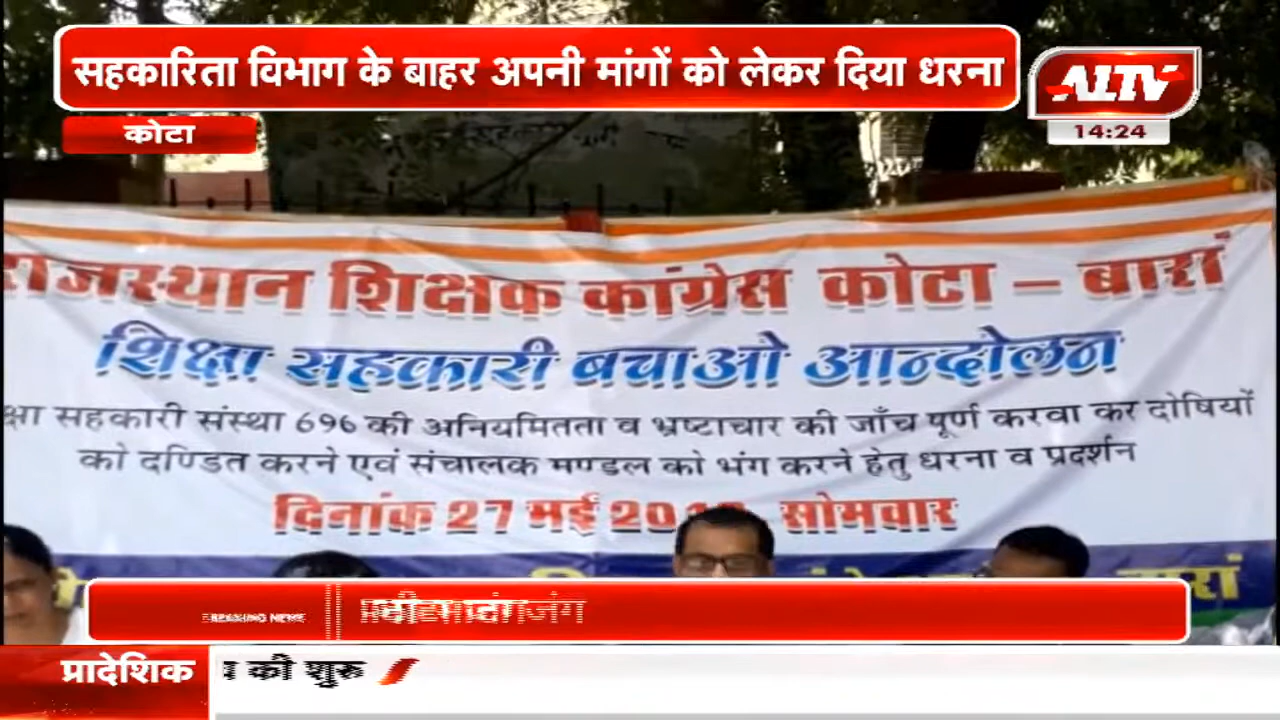 सहकारिता विभाग के बाहर अपनी मांगों को लेकर दिया धरना
ALTV
14:24
कोटा
राजस्थान शिक्षक कांग्रेस कोटा – बारां
शिक्षा सहकारी बचाओ आन्दोलन
क्षा सहकारी संस्था 696 की अनियमितता व भ्रष्टाचार की जाँच पूर्ण करवा कर दोषियों
को दण्डित करने एवं संचालक मण्डल को भंग करने हेतु धरना व प्रदर्शन
दिनांक 27 मई सोमवार
बारां
BREAKING NEWS
प्रादेशिक
की शुरु